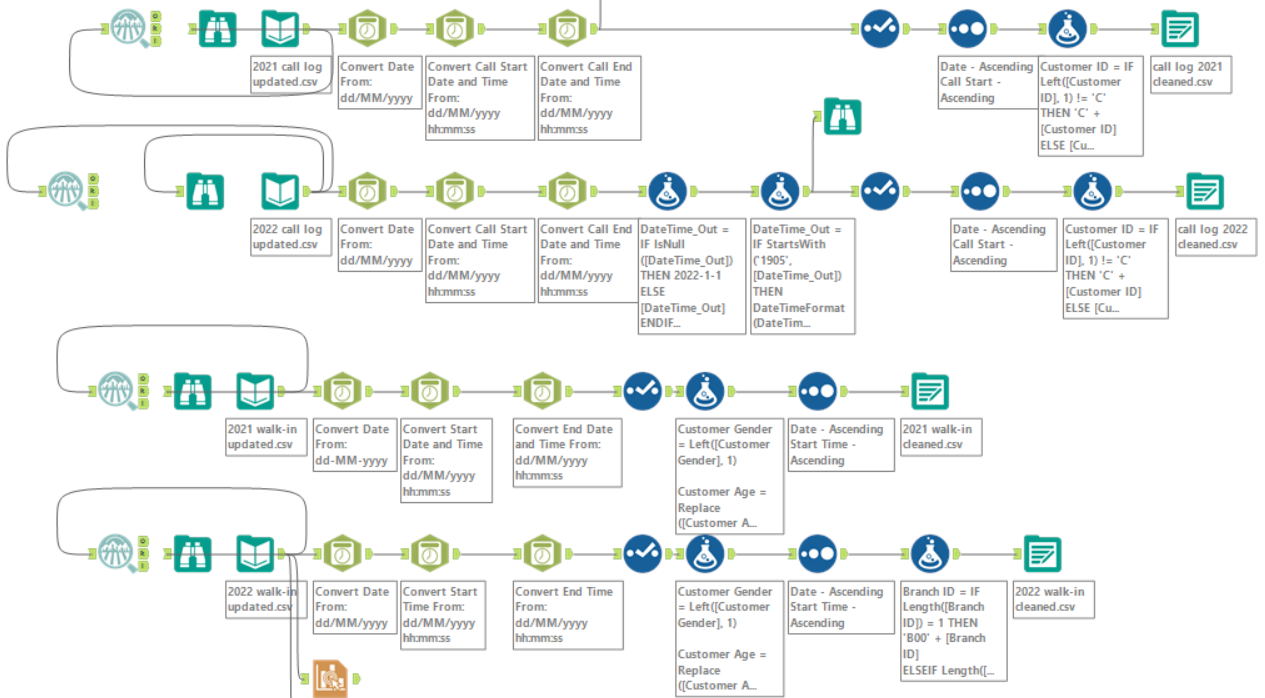 O
R
I
2021 call log
updated.csv
Convert Date
From:
dd/MM/yyyy
Convert Call Start
Date and Time
From:
dd/MM/yyyy
hh:mm:ss
Convert Call End
Date and Time
From:
dd/MM/yyyy
hh:mm:ss
Date - Ascending
Call Start -
Ascending
Customer ID = IF
Left([Customer
ID], 1) != 'C'
THEN 'C' +
[Customer ID]
ELSE [Cu...
call log 2021
cleaned.csv
O
R
I
2022 call log
updated.csv
Convert Date
From:
dd/MM/yyyy
Convert Call Start
Date and Time
From:
dd/MM/yyyy
hh:mm:ss
Convert Call End
Date and Time
From:
dd/MM/yyyy
hh:mm:ss
DateTime_Out =
IF IsNull
([DateTime_Out])
THEN 2022-1-1
ELSE
[DateTime_Out]
ENDIF...
DateTime_Out =
IF StartsWith
('1905',
[DateTime_Out])
THEN
DateTimeFormat
(DateTim...
Date - Ascending
Call Start -
Ascending
Customer ID = IF
Left([Customer
ID], 1) != 'C'
THEN 'C' +
[Customer ID]
ELSE [Cu...
call log 2022
cleaned.csv
O
R
I
2021 walk-in
updated.csv
Convert Date
From:
dd-MM-yyyy
Convert Start
Date and Time
From:
dd/MM/yyyy
hh:mm:ss
Convert End Date
and Time From:
dd/MM/yyyy
hh:mm:ss
Customer Gender
= Left([Customer
Gender], 1)
Customer Age =
Replace
([Customer A...
Date - Ascending
Start Time -
Ascending
2021 walk-in
cleaned.csv
O
R
I
2022 walk-in
updated.csv
Convert Date
From:
dd/MM/yyyy
Convert Start
Time From:
dd/MM/yyyy
hh:mm:ss
Convert End Time
From:
dd/MM/yyyy
hh:mm:ss
Customer Gender
= Left([Customer
Gender], 1)
Customer Age =
Replace
([Customer A...
Date - Ascending
Start Time -
Ascending
Branch ID = IF
Length([Branch
ID]) = 1 THEN
'B00' + [Branch
ID]
ELSEIF Length([...
2022 walk-in
cleaned.csv